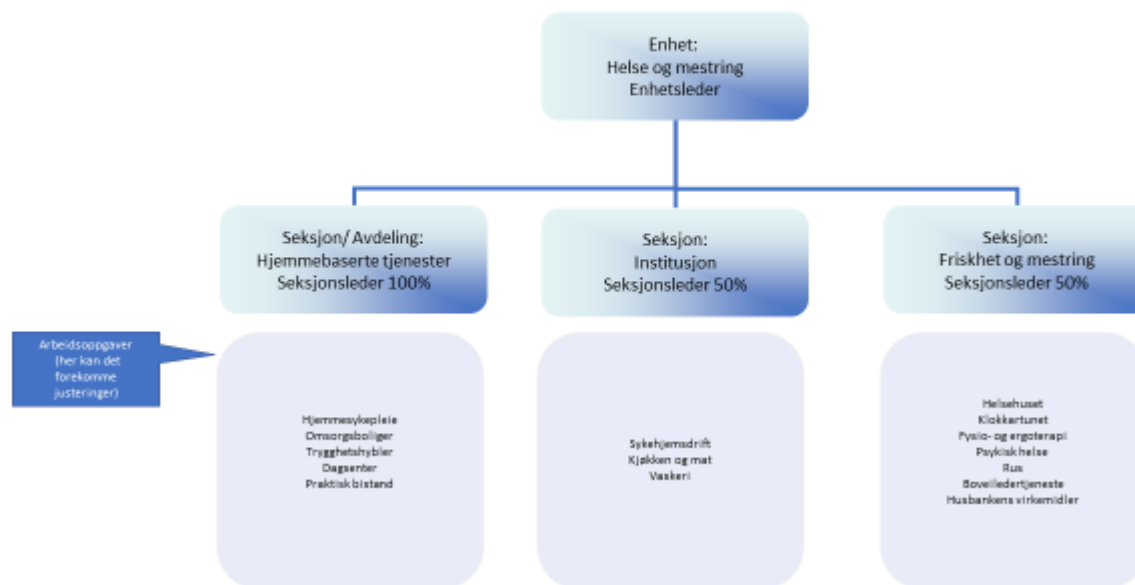 Enhet:
Helse og mestring
Enhetsleder
Seksjon/ Avdeling:
Hjemmebaserte tjenester
Seksjonsleder 100%
Seksjon:
Institusjon
Seksjonsleder 50%
Seksjon:
Friskhet og mestring
Seksjonsleder 50%
Arbeidsoppgaver
(her kan det
forekomme
justeringer)
Hjemmesykepleie
Omsorgsboliger
Trygghetshybler
Dagsenter
Praktisk bistand
Sykehjemsdrift
Kjøkken og mat
Vaskeri
Helsehuset
Klokkartunet
Fysio- og ergoterapi
Psykisk helse
Rus
Boveiledertjeneste
Husbankens virkemidler